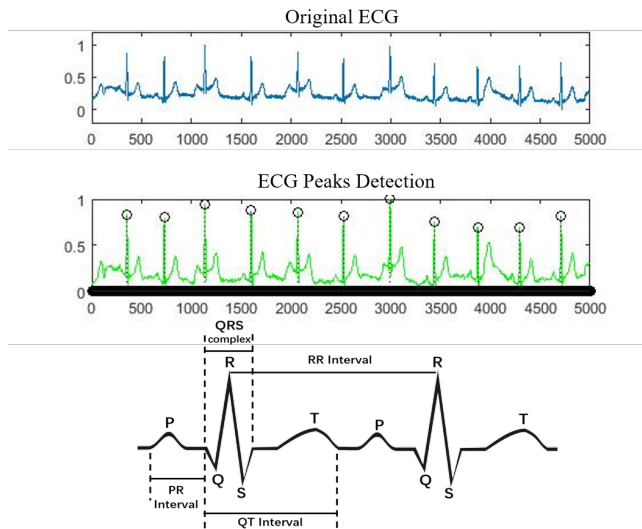 Original ECG
1
0.5
0
0 500 1000 1500 2000 2500 3000 3500 4000 4500 5000
ECG Peaks Detection
1
0.5
0
0 500 1000 1500 2000 2500 3000 3500 4000 4500 5000
QRS
complex
R RR Interval R
P T P T
Q S Q S
PR
Interval
QT Interval